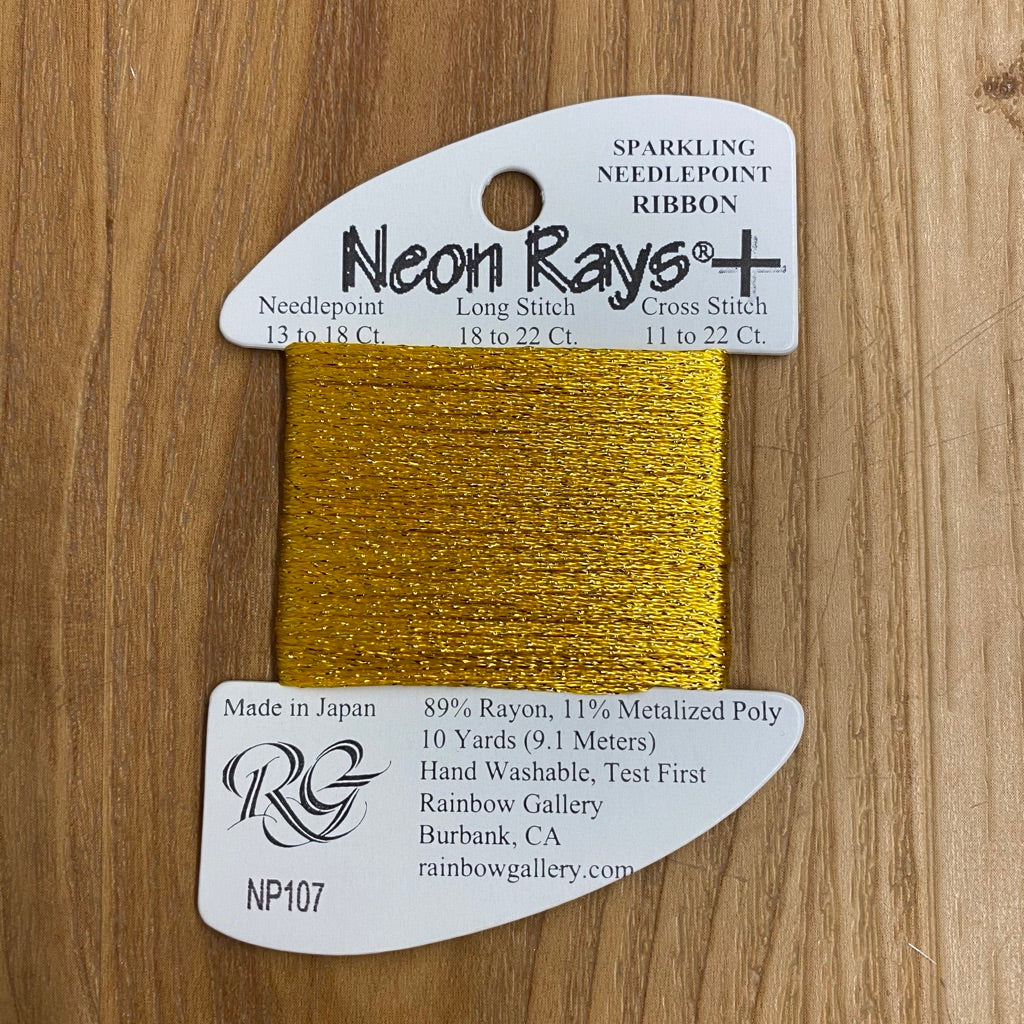 SPARKLING
NEEDLEPOINT
RIBBON
Neon Rays®+
Needlepoint Long Stitch Cross Stitch
13 to 18 Ct. 18 to 22 Ct. 11 to 22 Ct.
Made in Japan
RG
NP107
89% Rayon, 11% Metalized Poly
10 Yards (9.1 Meters)
Hand Washable, Test First
Rainbow Gallery
Burbank, CA
rainbowgallery.com